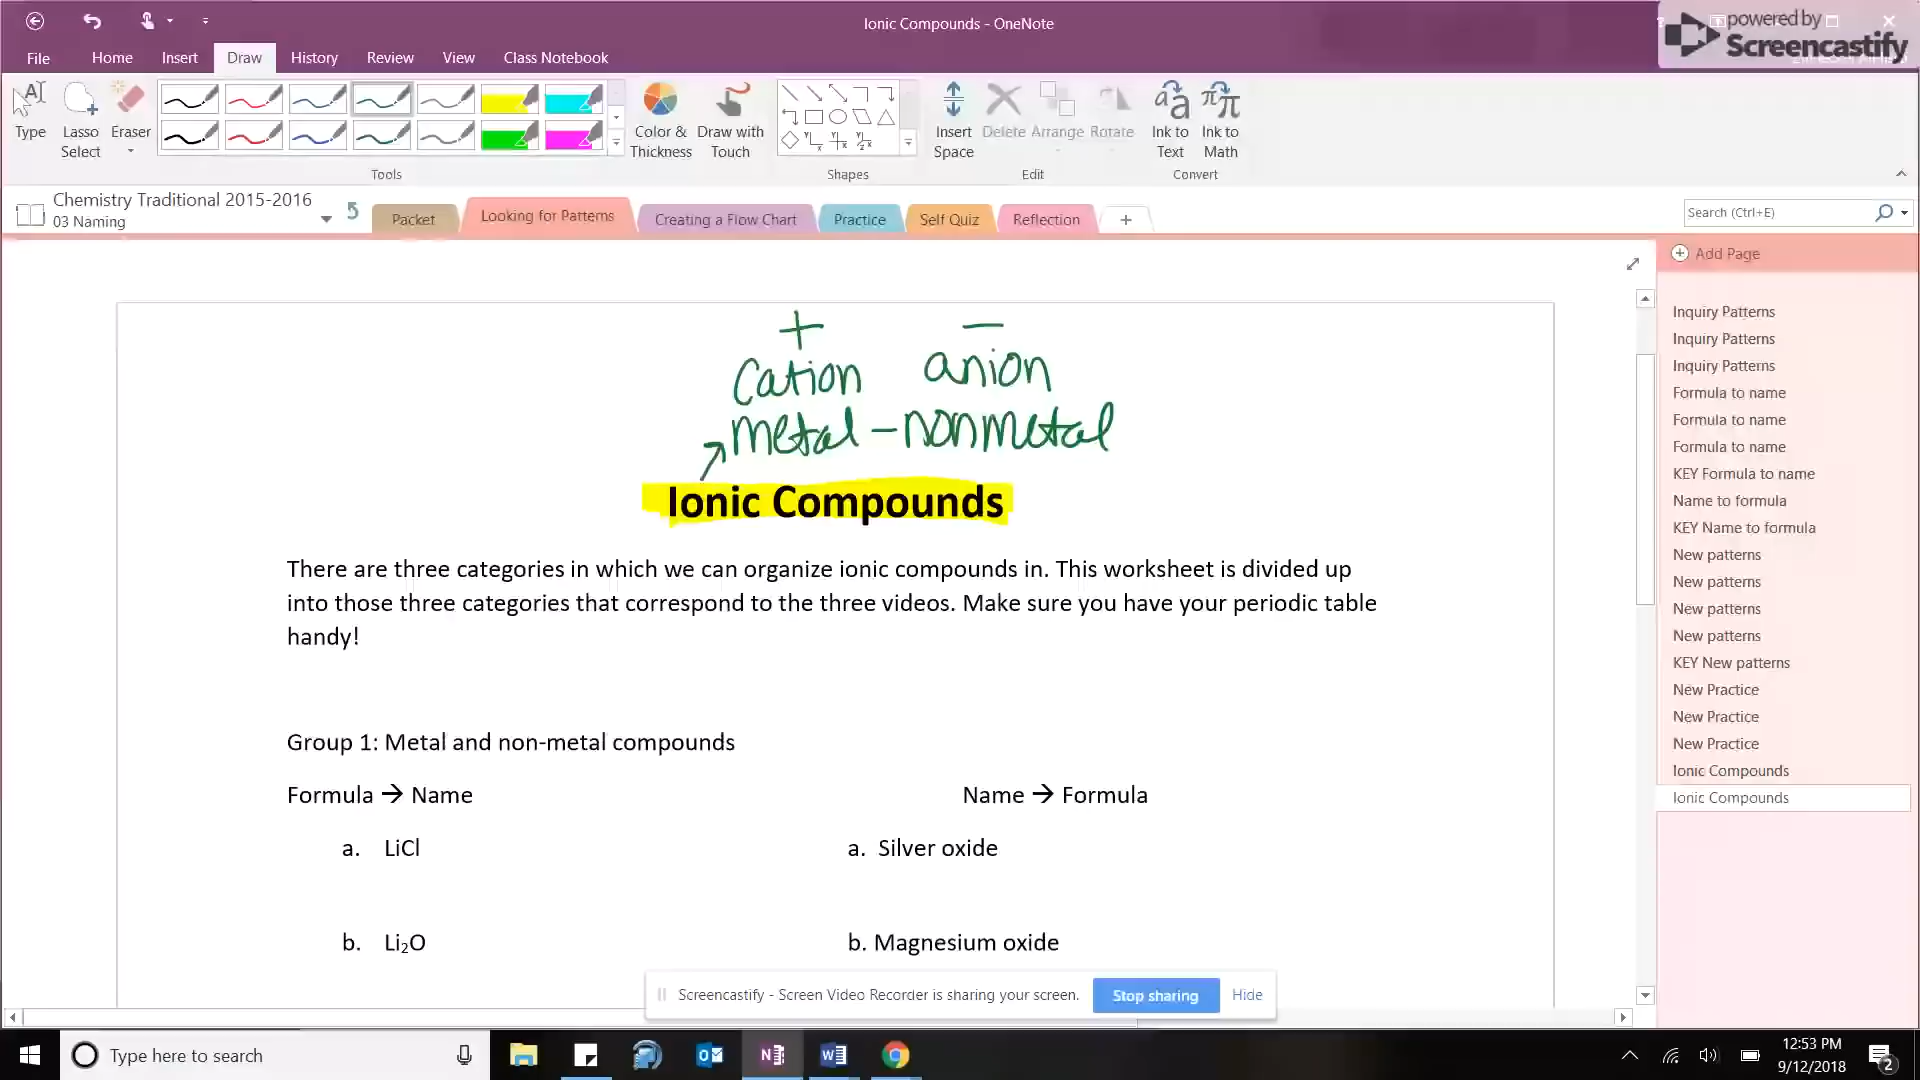 Ionic Compounds - OneNote
powered by
Screencastify
File Home Insert Draw History Review View Class Notebook
Type Lasso Select Eraser Color & Thickness Draw with Touch Insert Space Delete Arrange Rotate Ink to Text Ink to Math
Tools Shapes Edit Convert
Chemistry Traditional 2015-2016
03 Naming
Packet Looking for Patterns Creating a Flow Chart Practice Self Quiz Reflection +
Search (Ctrl+E)
Add Page
Inquiry Patterns
Inquiry Patterns
Inquiry Patterns
Formula to name
Formula to name
Formula to name
KEY Formula to name
Name to formula
KEY Name to formula
New patterns
New patterns
New patterns
New patterns
KEY New patterns
New Practice
New Practice
New Practice
Ionic Compounds
Ionic Compounds
+ −
Cation anion
metal – nonmetal
Ionic Compounds
There are three categories in which we can organize ionic compounds in. This worksheet is divided up
into those three categories that correspond to the three videos. Make sure you have your periodic table
handy!
Group 1: Metal and non-metal compounds
Formula → Name Name → Formula
a. LiCl a. Silver oxide
b. Li₂O b. Magnesium oxide
Screencastify - Screen Video Recorder is sharing your screen. Stop sharing Hide
Type here to search
12:53 PM
9/12/2018
2